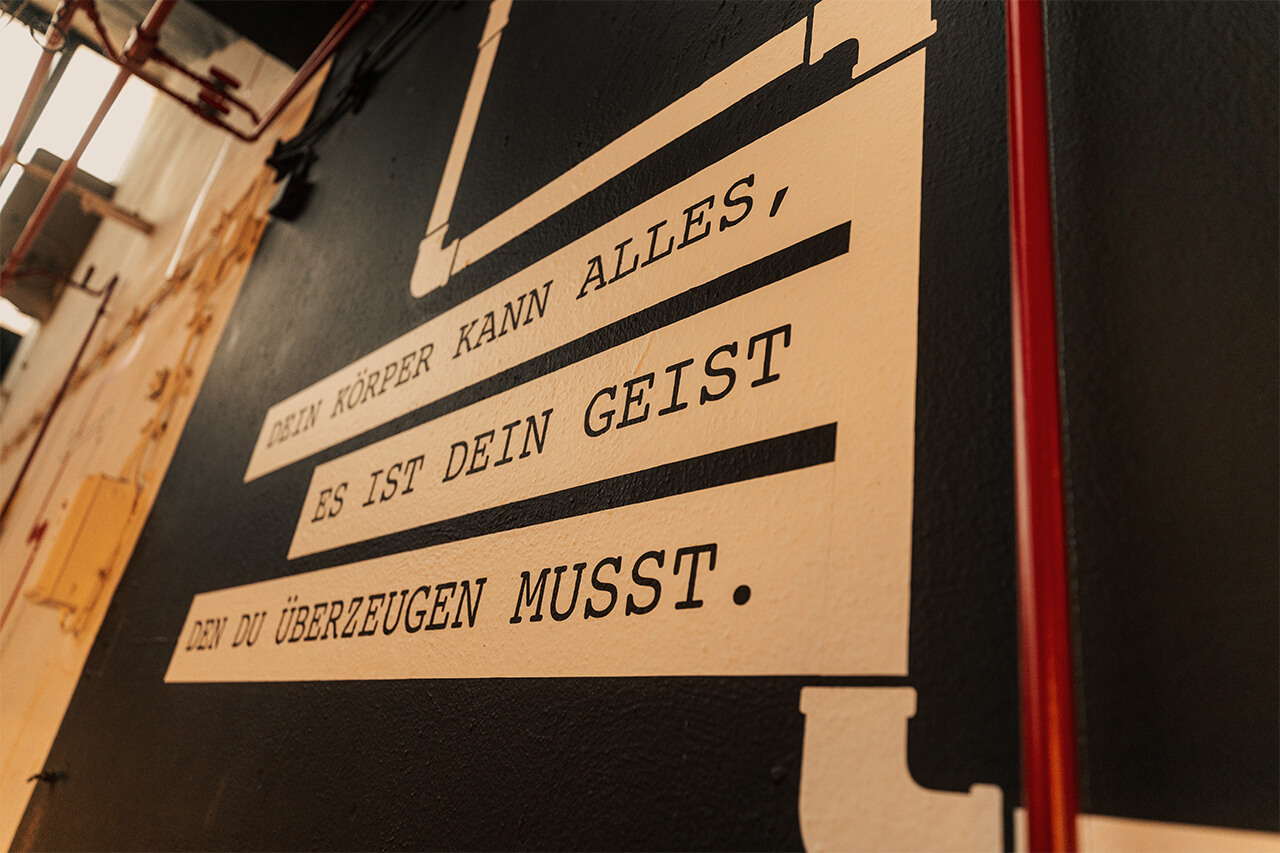 DEIN KÖRPER KANN ALLES,
ES IST DEIN GEIST
DEN DU ÜBERZEUGEN MUSST.